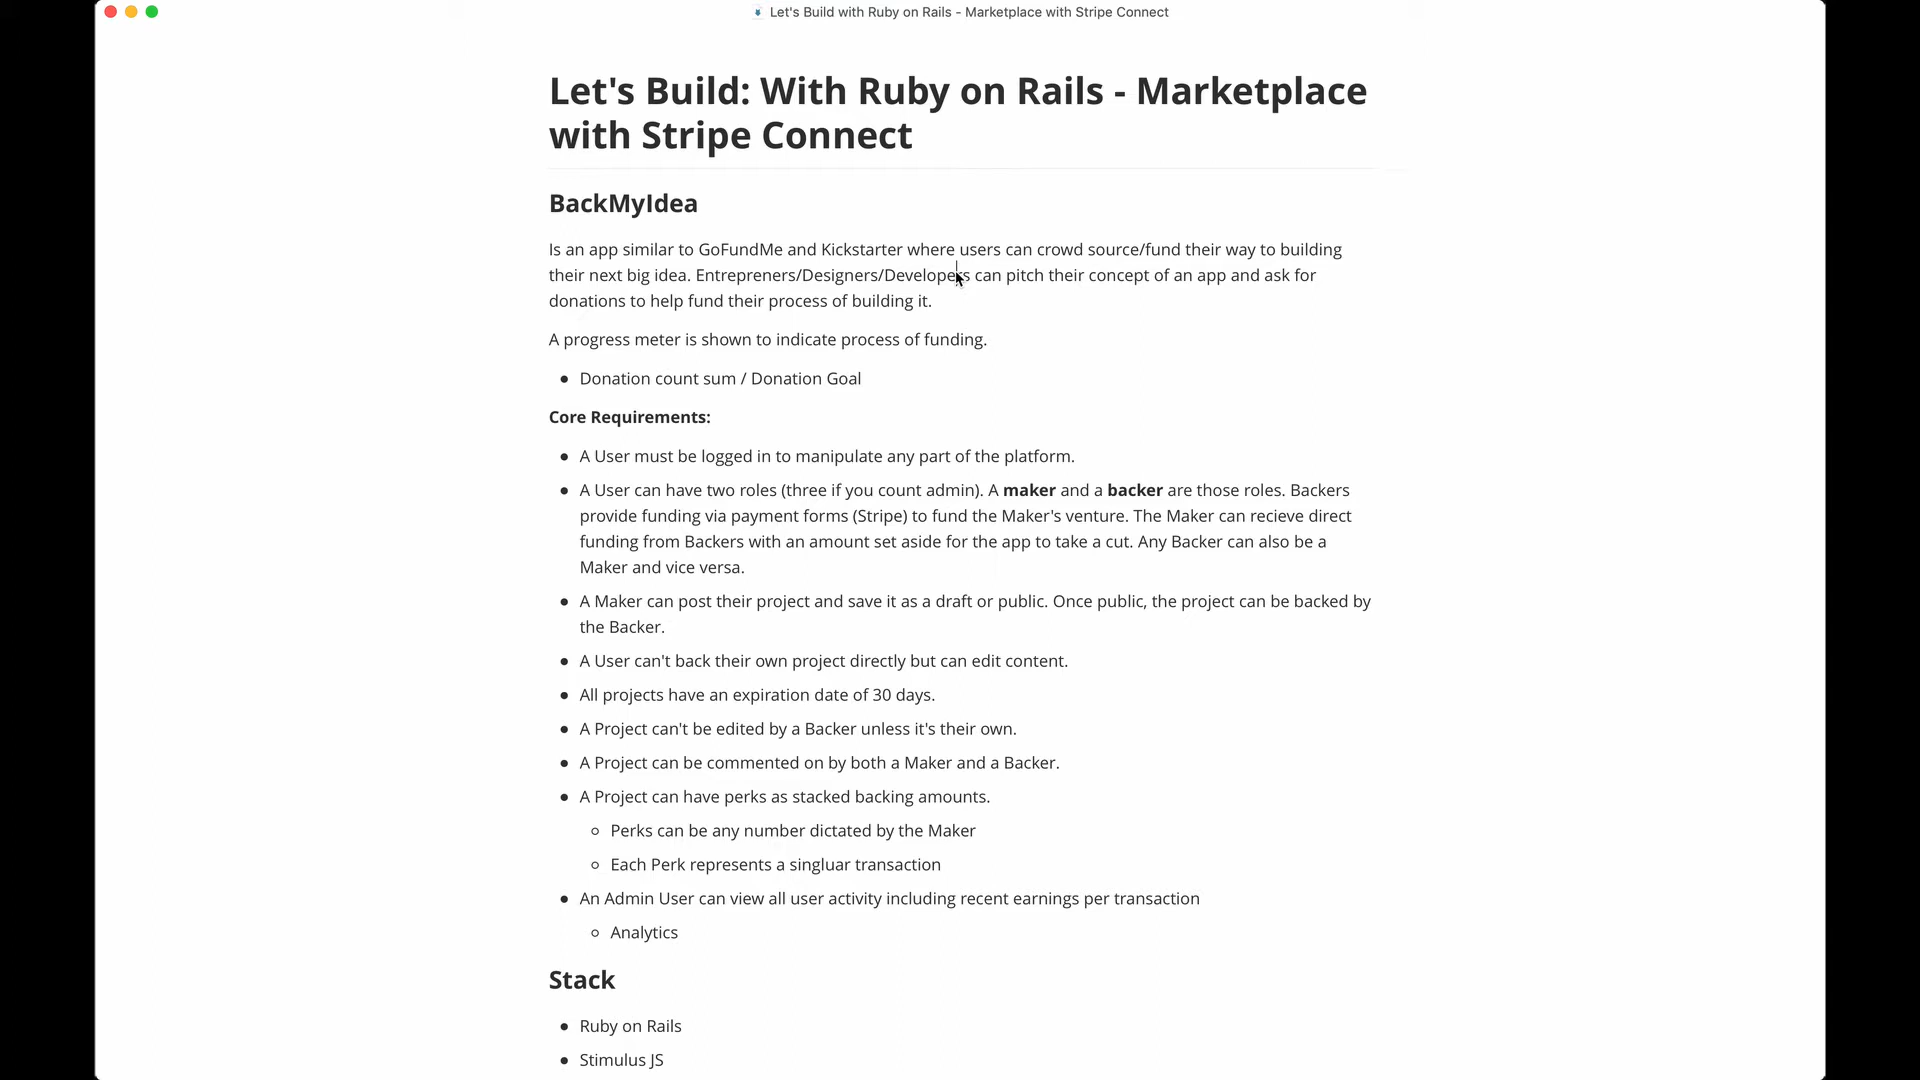 Let's Build with Ruby on Rails - Marketplace with Stripe Connect
Let's Build: With Ruby on Rails - Marketplace
with Stripe Connect
BackMyIdea
Is an app similar to GoFundMe and Kickstarter where users can crowd source/fund their way to building
their next big idea. Entrepreners/Designers/Developers can pitch their concept of an app and ask for
donations to help fund their process of building it.
A progress meter is shown to indicate process of funding.
• Donation count sum / Donation Goal
Core Requirements:
• A User must be logged in to manipulate any part of the platform.
• A User can have two roles (three if you count admin). A maker and a backer are those roles. Backers
provide funding via payment forms (Stripe) to fund the Maker's venture. The Maker can recieve direct
funding from Backers with an amount set aside for the app to take a cut. Any Backer can also be a
Maker and vice versa.
• A Maker can post their project and save it as a draft or public. Once public, the project can be backed by
the Backer.
• A User can't back their own project directly but can edit content.
• All projects have an expiration date of 30 days.
• A Project can't be edited by a Backer unless it's their own.
• A Project can be commented on by both a Maker and a Backer.
• A Project can have perks as stacked backing amounts.
◦ Perks can be any number dictated by the Maker
◦ Each Perk represents a singluar transaction
• An Admin User can view all user activity including recent earnings per transaction
◦ Analytics
Stack
• Ruby on Rails
• Stimulus JS